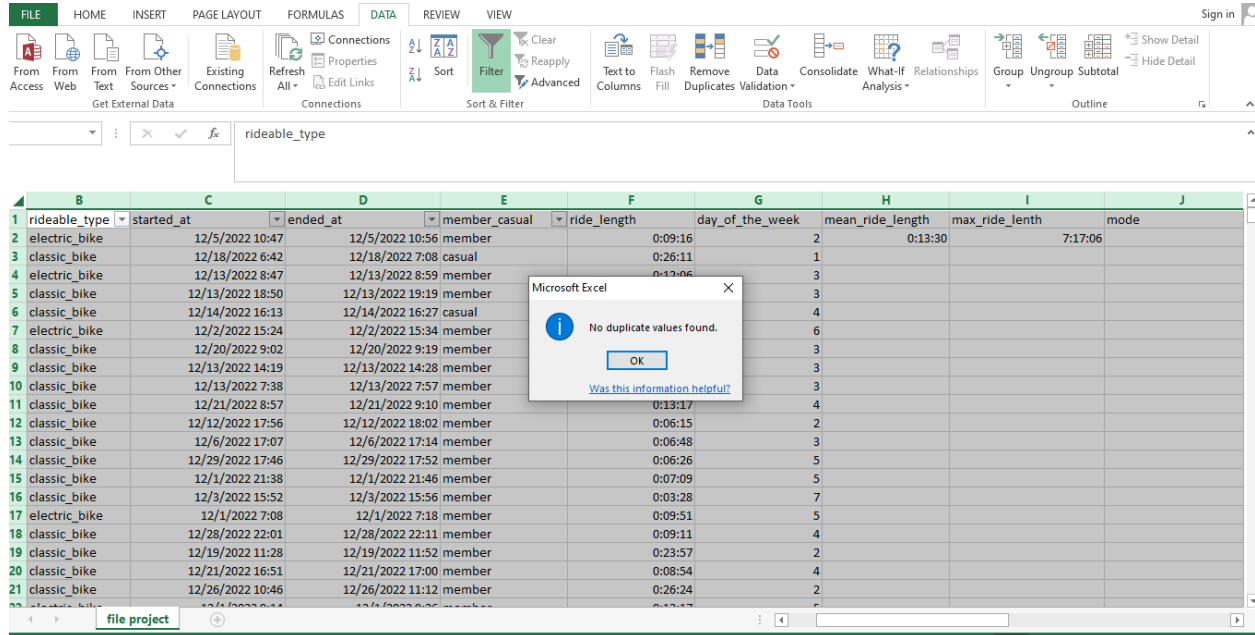 FILE HOME INSERT PAGE LAYOUT FORMULAS DATA REVIEW VIEW Sign in
From Access
From Web
From Text
From Other Sources
Existing Connections
Get External Data
Refresh All
Connections
Properties
Edit Links
Connections
Sort
Filter
Clear
Reapply
Advanced
Sort & Filter
Text to Columns
Flash Fill
Remove Duplicates
Data Validation
Consolidate
What-If Analysis
Relationships
Data Tools
Group
Ungroup
Subtotal
Show Detail
Hide Detail
Outline
fx rideable_type
B C D E F G H I J
1 rideable_type started_at ended_at member_casual ride_length day_of_the_week mean_ride_length max_ride_lenth mode
2 electric_bike 12/5/2022 10:47 12/5/2022 10:56 member 0:09:16 2 0:13:30 7:17:06
3 classic_bike 12/18/2022 6:42 12/18/2022 7:08 casual 0:26:11 1
4 electric_bike 12/13/2022 8:47 12/13/2022 8:59 member 0:12:06 3
5 classic_bike 12/13/2022 18:50 12/13/2022 19:19 member 3
6 classic_bike 12/14/2022 16:13 12/14/2022 16:27 casual 4
7 electric_bike 12/2/2022 15:24 12/2/2022 15:34 member 6
8 classic_bike 12/20/2022 9:02 12/20/2022 9:19 member 3
9 classic_bike 12/13/2022 14:19 12/13/2022 14:28 member 3
10 classic_bike 12/13/2022 7:38 12/13/2022 7:57 member 3
11 classic_bike 12/21/2022 8:57 12/21/2022 9:10 member 0:13:17 4
12 classic_bike 12/12/2022 17:56 12/12/2022 18:02 member 0:06:15 2
13 classic_bike 12/6/2022 17:07 12/6/2022 17:14 member 0:06:48 3
14 classic_bike 12/29/2022 17:46 12/29/2022 17:52 member 0:06:26 5
15 classic_bike 12/1/2022 21:38 12/1/2022 21:46 member 0:07:09 5
16 classic_bike 12/3/2022 15:52 12/3/2022 15:56 member 0:03:28 7
17 electric_bike 12/1/2022 7:08 12/1/2022 7:18 member 0:09:51 5
18 classic_bike 12/28/2022 22:01 12/28/2022 22:11 member 0:09:11 4
19 classic_bike 12/19/2022 11:28 12/19/2022 11:52 member 0:23:57 2
20 classic_bike 12/21/2022 16:51 12/21/2022 17:00 member 0:08:54 4
21 classic_bike 12/26/2022 10:46 12/26/2022 11:12 member 0:26:24 2
Microsoft Excel
No duplicate values found.
OK
Was this information helpful?
file project